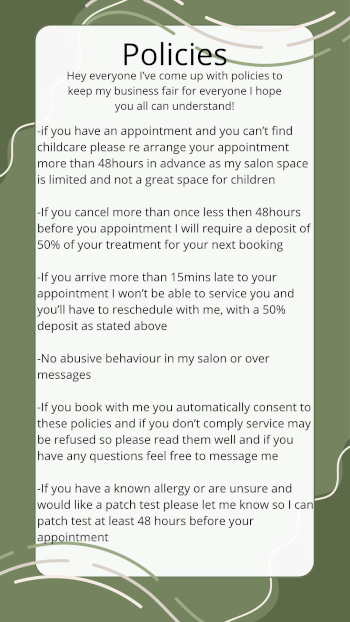 Policies
Hey everyone I've come up with policies to
keep my business fair for everyone I hope
you all can understand!
-if you have an appointment and you can't find
childcare please re arrange your appointment
more than 48hours in advance as my salon space
is limited and not a great space for children
-If you cancel more than once less then 48hours
before you appointment I will require a deposit of
50% of your treatment for your next booking
-If you arrive more than 15mins late to your
appointment I won't be able to service you and
you'll have to reschedule with me, with a 50%
deposit as stated above
-No abusive behaviour in my salon or over
messages
-If you book with me you automatically consent to
these policies and if you don't comply service may
be refused so please read them well and if you
have any questions feel free to message me
-If you have a known allergy or are unsure and
would like a patch test please let me know so I can
patch test at least 48 hours before your
appointment